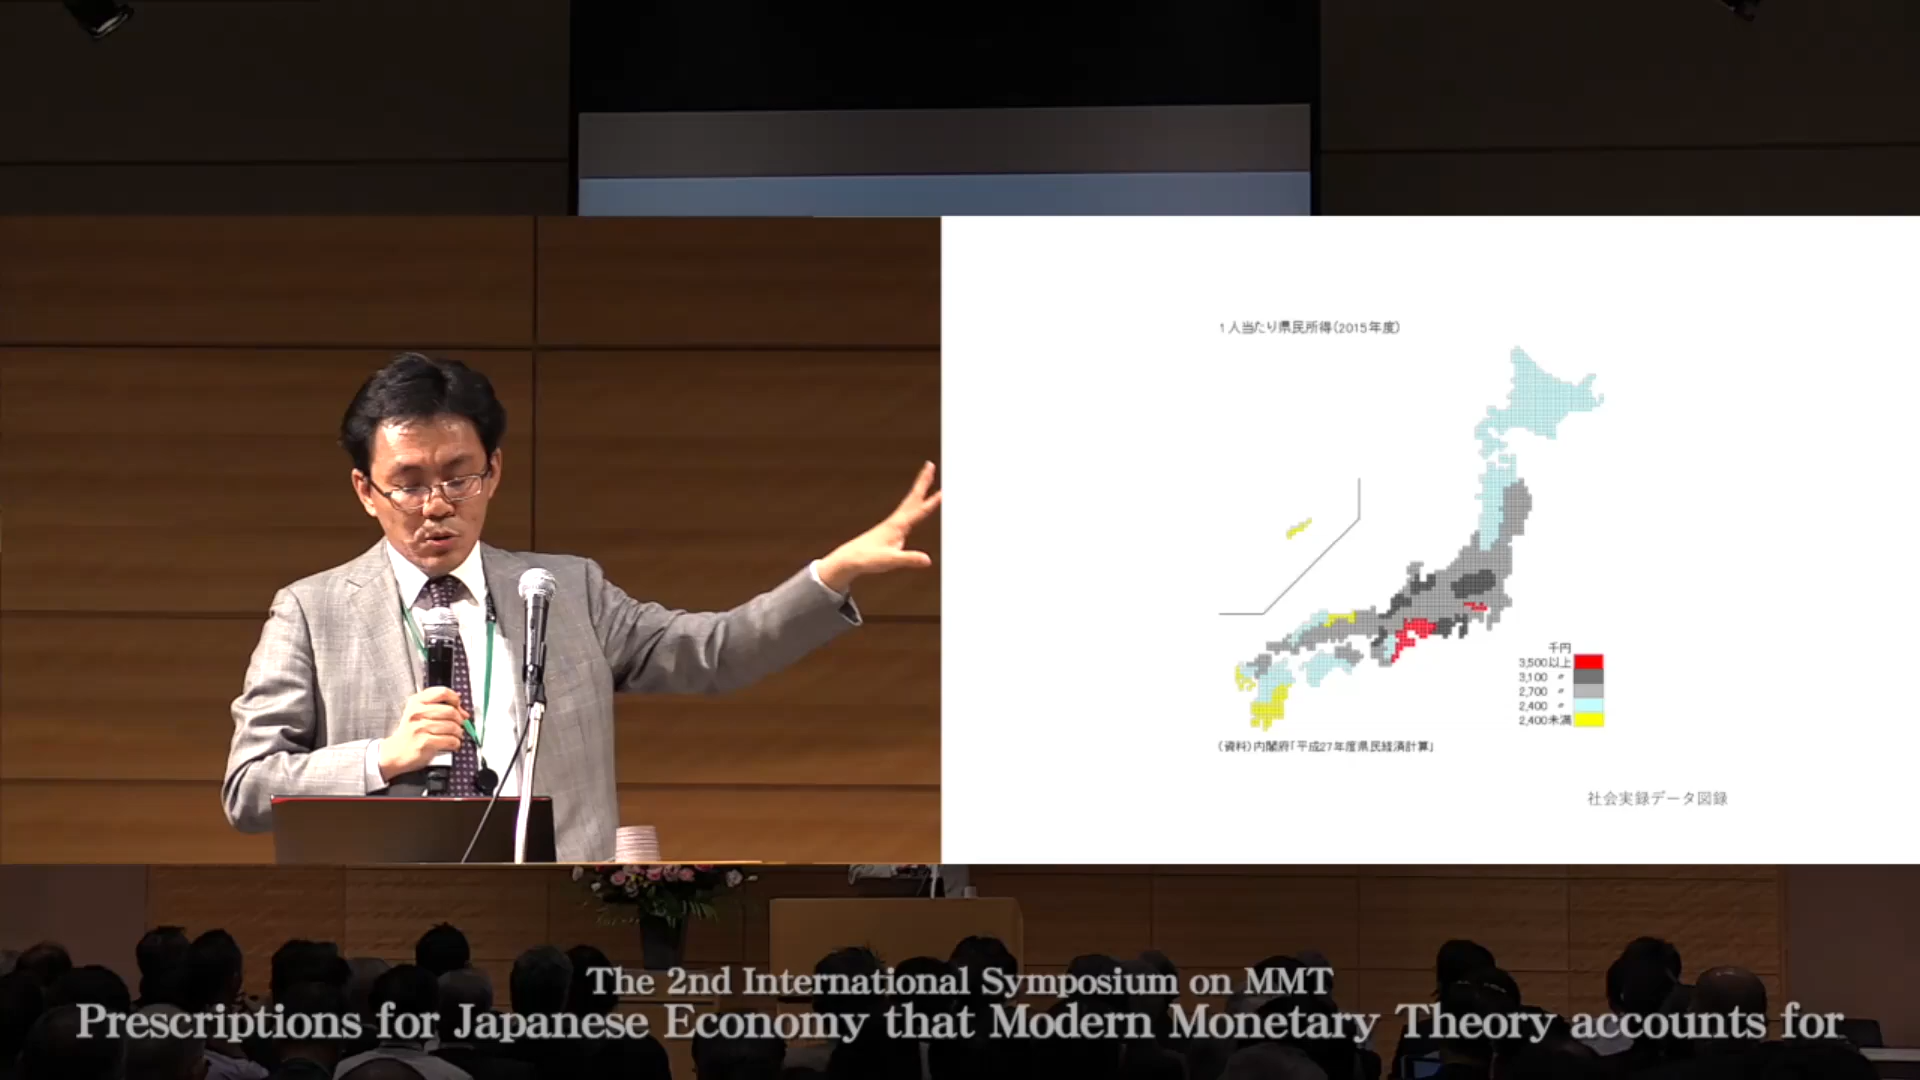 1人当たり県民所得(2015年度)
千円
3,500以上
3,100 〃
2,700 〃
2,400 〃
2,400未満
(資料)内閣府「平成27年度県民経済計算」
社会実録データ図録
The 2nd International Symposium on MMT
Prescriptions for Japanese Economy that Modern Monetary Theory accounts for